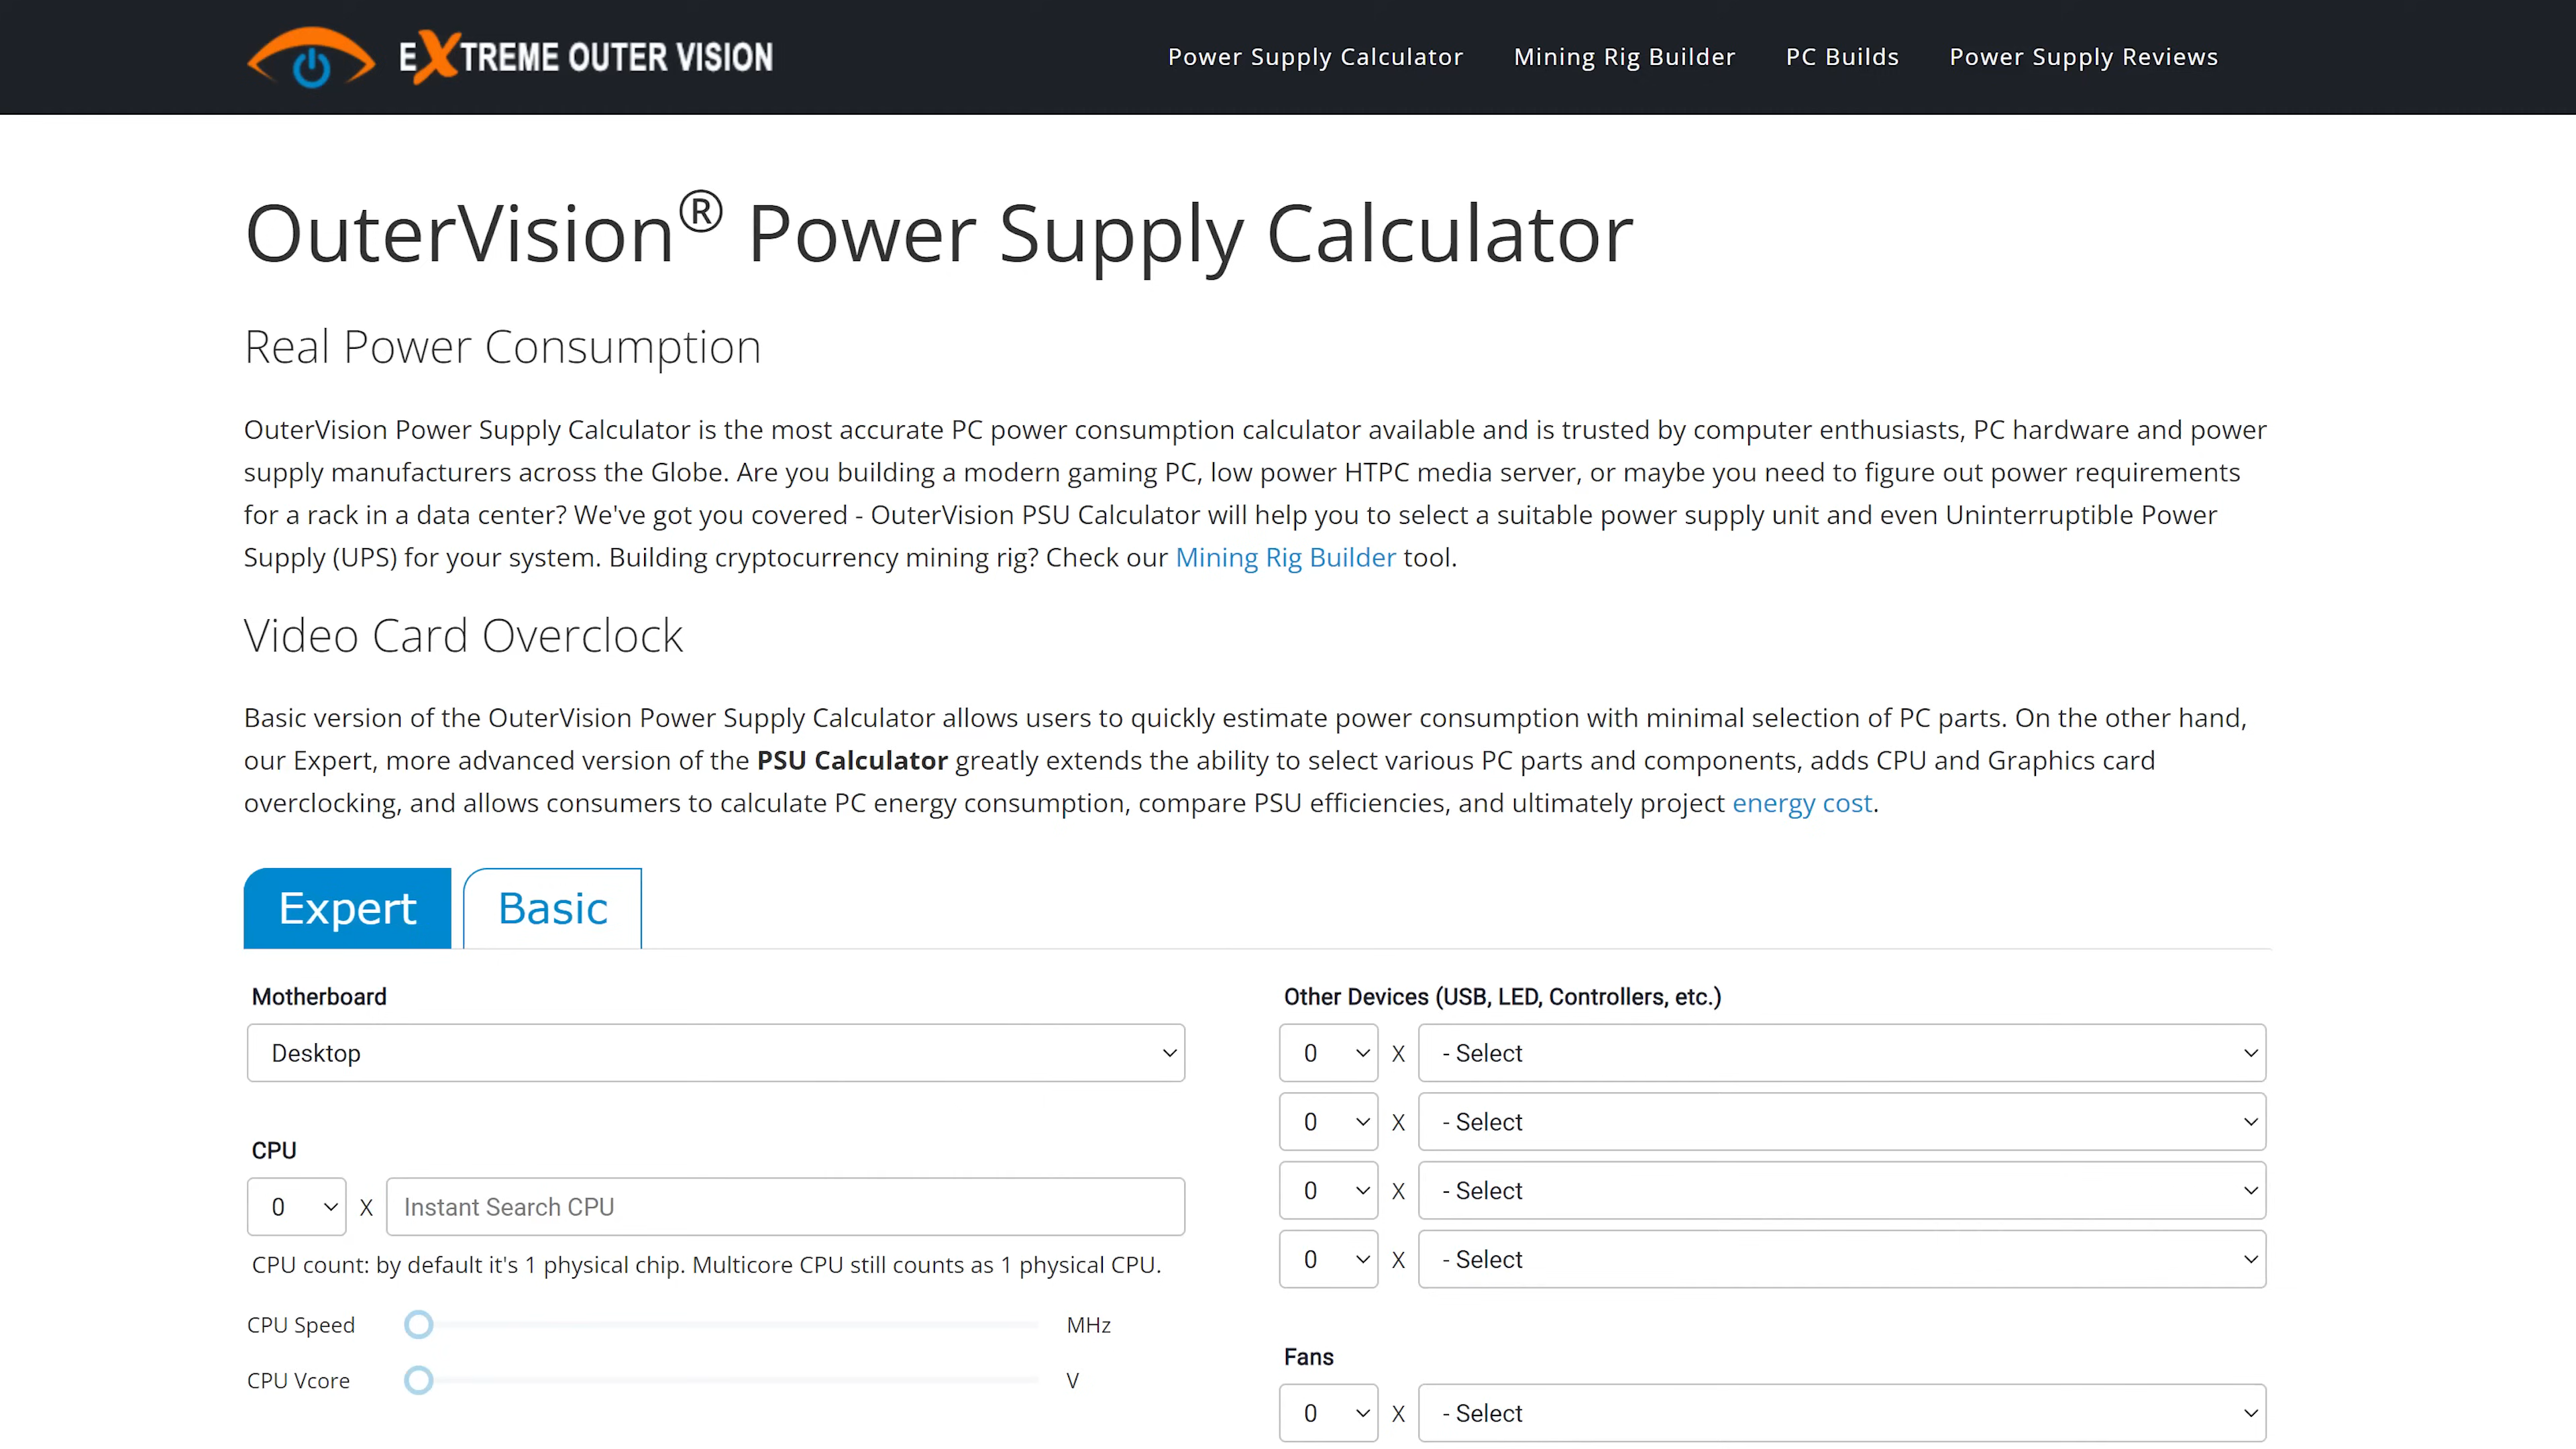 EXTREME OUTER VISION
Power Supply Calculator
Mining Rig Builder
PC Builds
Power Supply Reviews
OuterVision® Power Supply Calculator
Real Power Consumption
OuterVision Power Supply Calculator is the most accurate PC power consumption calculator available and is trusted by computer enthusiasts, PC hardware and power
supply manufacturers across the Globe. Are you building a modern gaming PC, low power HTPC media server, or maybe you need to figure out power requirements
for a rack in a data center? We've got you covered - OuterVision PSU Calculator will help you to select a suitable power supply unit and even Uninterruptible Power
Supply (UPS) for your system. Building cryptocurrency mining rig? Check our Mining Rig Builder tool.
Video Card Overclock
Basic version of the OuterVision Power Supply Calculator allows users to quickly estimate power consumption with minimal selection of PC parts. On the other hand,
our Expert, more advanced version of the PSU Calculator greatly extends the ability to select various PC parts and components, adds CPU and Graphics card
overclocking, and allows consumers to calculate PC energy consumption, compare PSU efficiencies, and ultimately project energy cost.
Expert
Basic
Motherboard
Desktop
CPU
0 X Instant Search CPU
CPU count: by default it's 1 physical chip. Multicore CPU still counts as 1 physical CPU.
CPU Speed MHz
CPU Vcore V
Other Devices (USB, LED, Controllers, etc.)
0 X - Select
0 X - Select
0 X - Select
0 X - Select
Fans
0 X - Select